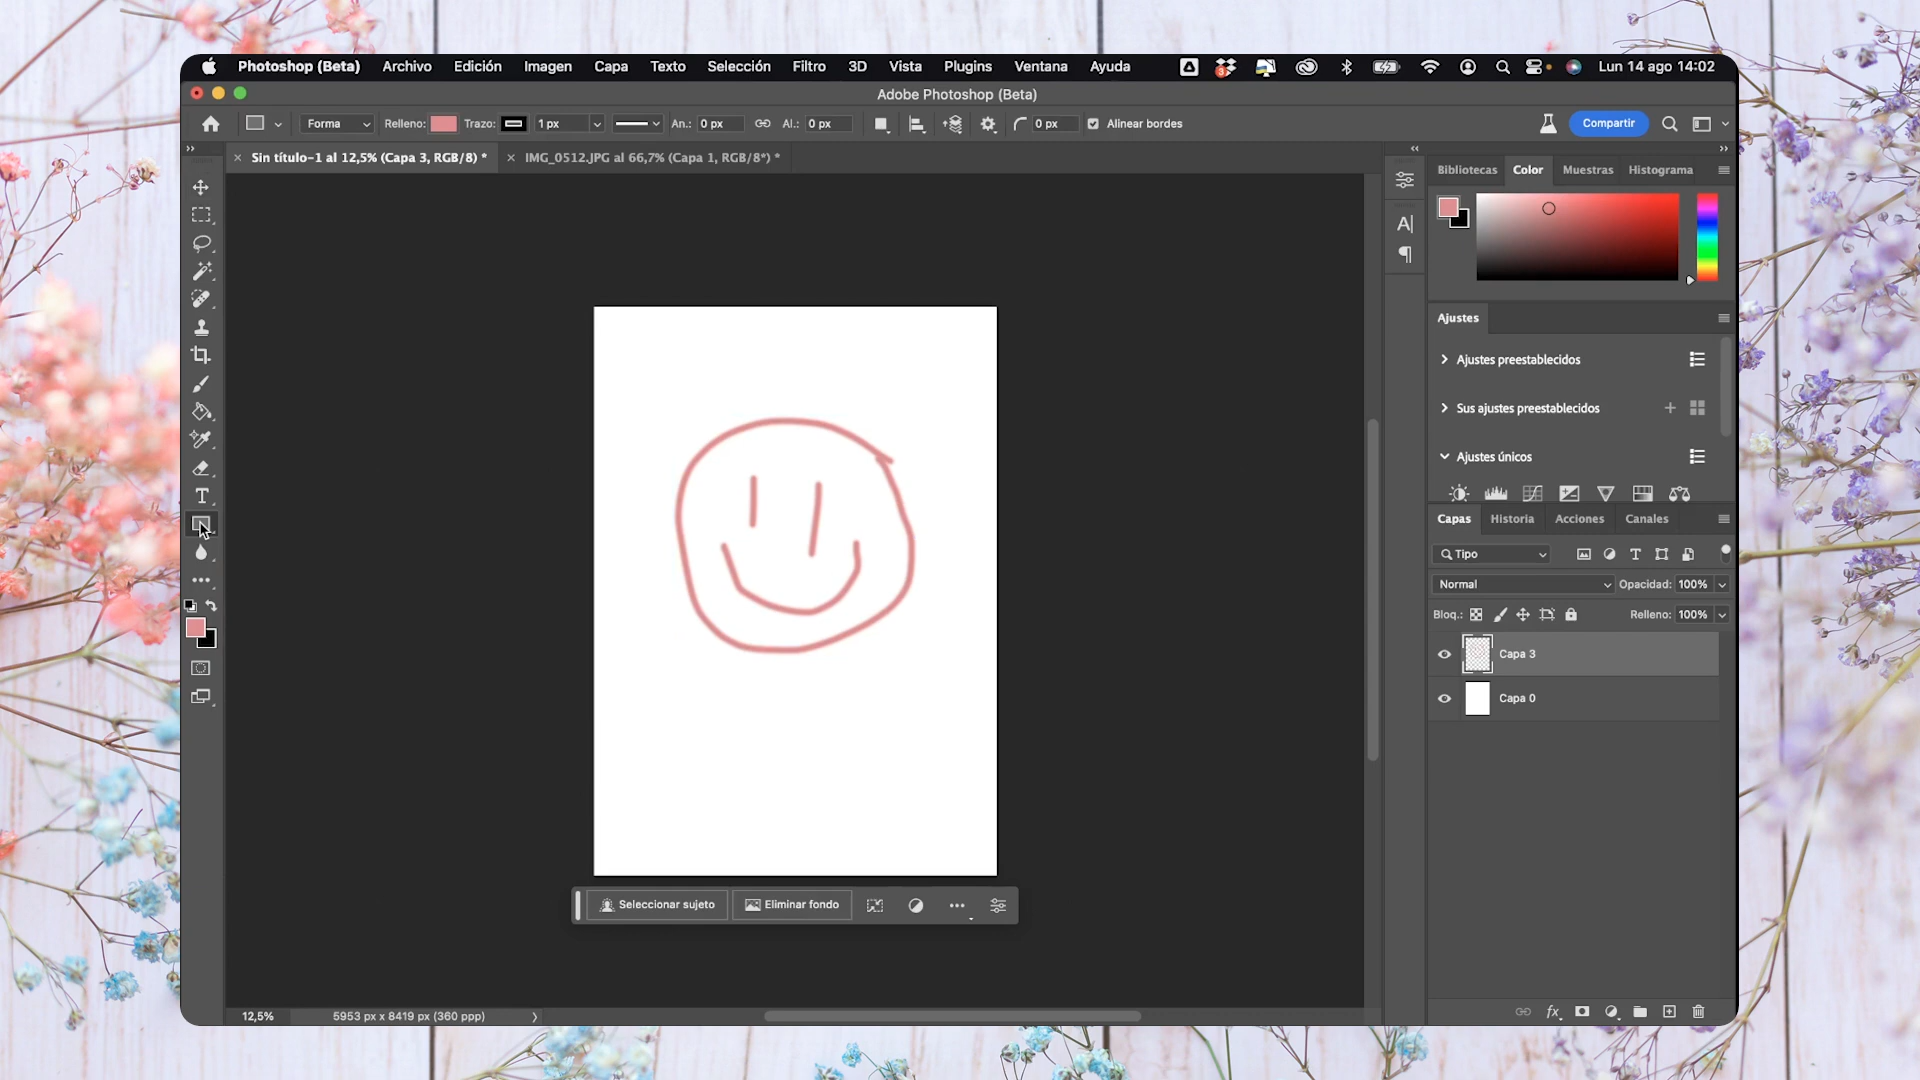 Photoshop (Beta) Archivo Edición Imagen Capa Texto Selección Filtro 3D Vista Plugins Ventana Ayuda 3 Lun 14 ago 14:02
Adobe Photoshop (Beta)
Forma Relleno: Trazo: 1 px An.: 0 px Al.: 0 px 0 px Alinear bordes Compartir
Sin título-1 al 12,5% (Capa 3, RGB/8) * IMG_0512.JPG al 66,7% (Capa 1, RGB/8*) *
Bibliotecas Color Muestras Histograma
Ajustes
Ajustes preestablecidos
Sus ajustes preestablecidos
Ajustes únicos
Capas Historia Acciones Canales
Tipo
Normal Opacidad: 100%
Bloq.: Relleno: 100%
Capa 3
Capa 0
Seleccionar sujeto Eliminar fondo
12,5% 5953 px x 8419 px (360 ppp)